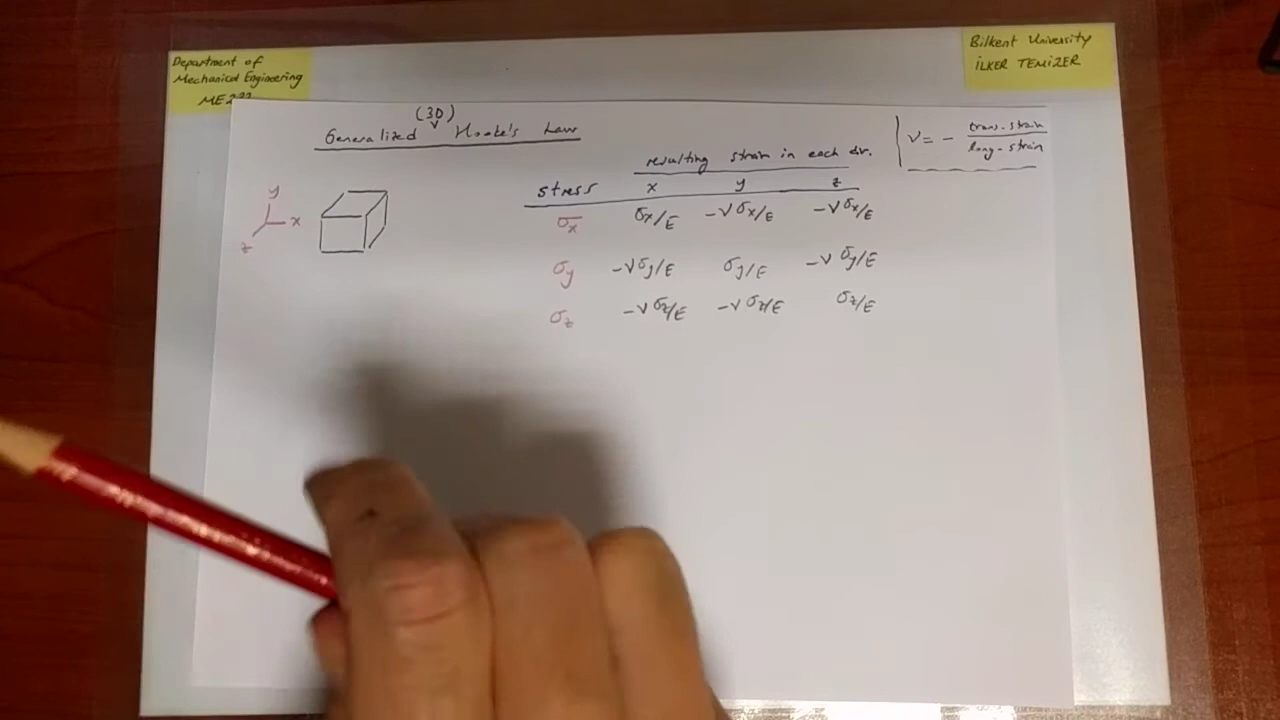 Department of
Mechanical Engineering
Bilkent University
İLKER TEMİZER
(3D)
Generalized ˅ Hooke's Law
ν = - trans. strain / long. strain
resulting strain in each dir.
stress x y z
σx σx/E -νσx/E -νσx/E
σy -νσy/E σy/E -νσy/E
σz -νσz/E -νσz/E σz/E
y
x
z